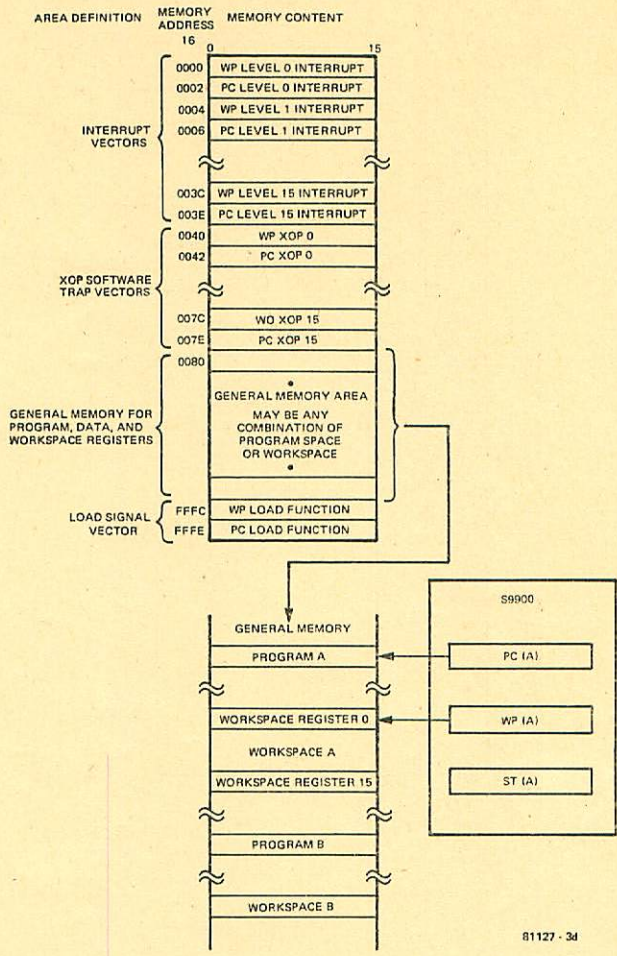 AREA DEFINITION
MEMORY
ADDRESS
16
MEMORY CONTENT
0
15
INTERRUPT
VECTORS
0000
WP LEVEL 0 INTERRUPT
0002
PC LEVEL 0 INTERRUPT
0004
WP LEVEL 1 INTERRUPT
0006
PC LEVEL 1 INTERRUPT
003C
WP LEVEL 15 INTERRUPT
003E
PC LEVEL 15 INTERRUPT
XOP SOFTWARE
TRAP VECTORS
0040
WP XOP 0
0042
PC XOP 0
007C
WO XOP 15
007E
PC XOP 15
GENERAL MEMORY FOR
PROGRAM, DATA, AND
WORKSPACE REGISTERS
0080
GENERAL MEMORY AREA
MAY BE ANY
COMBINATION OF
PROGRAM SPACE
OR WORKSPACE
LOAD SIGNAL
VECTOR
FFFC
WP LOAD FUNCTION
FFFE
PC LOAD FUNCTION
GENERAL MEMORY
PROGRAM A
WORKSPACE REGISTER 0
WORKSPACE A
WORKSPACE REGISTER 15
PROGRAM B
WORKSPACE B
S9900
PC (A)
WP (A)
ST (A)
81127 - 3d